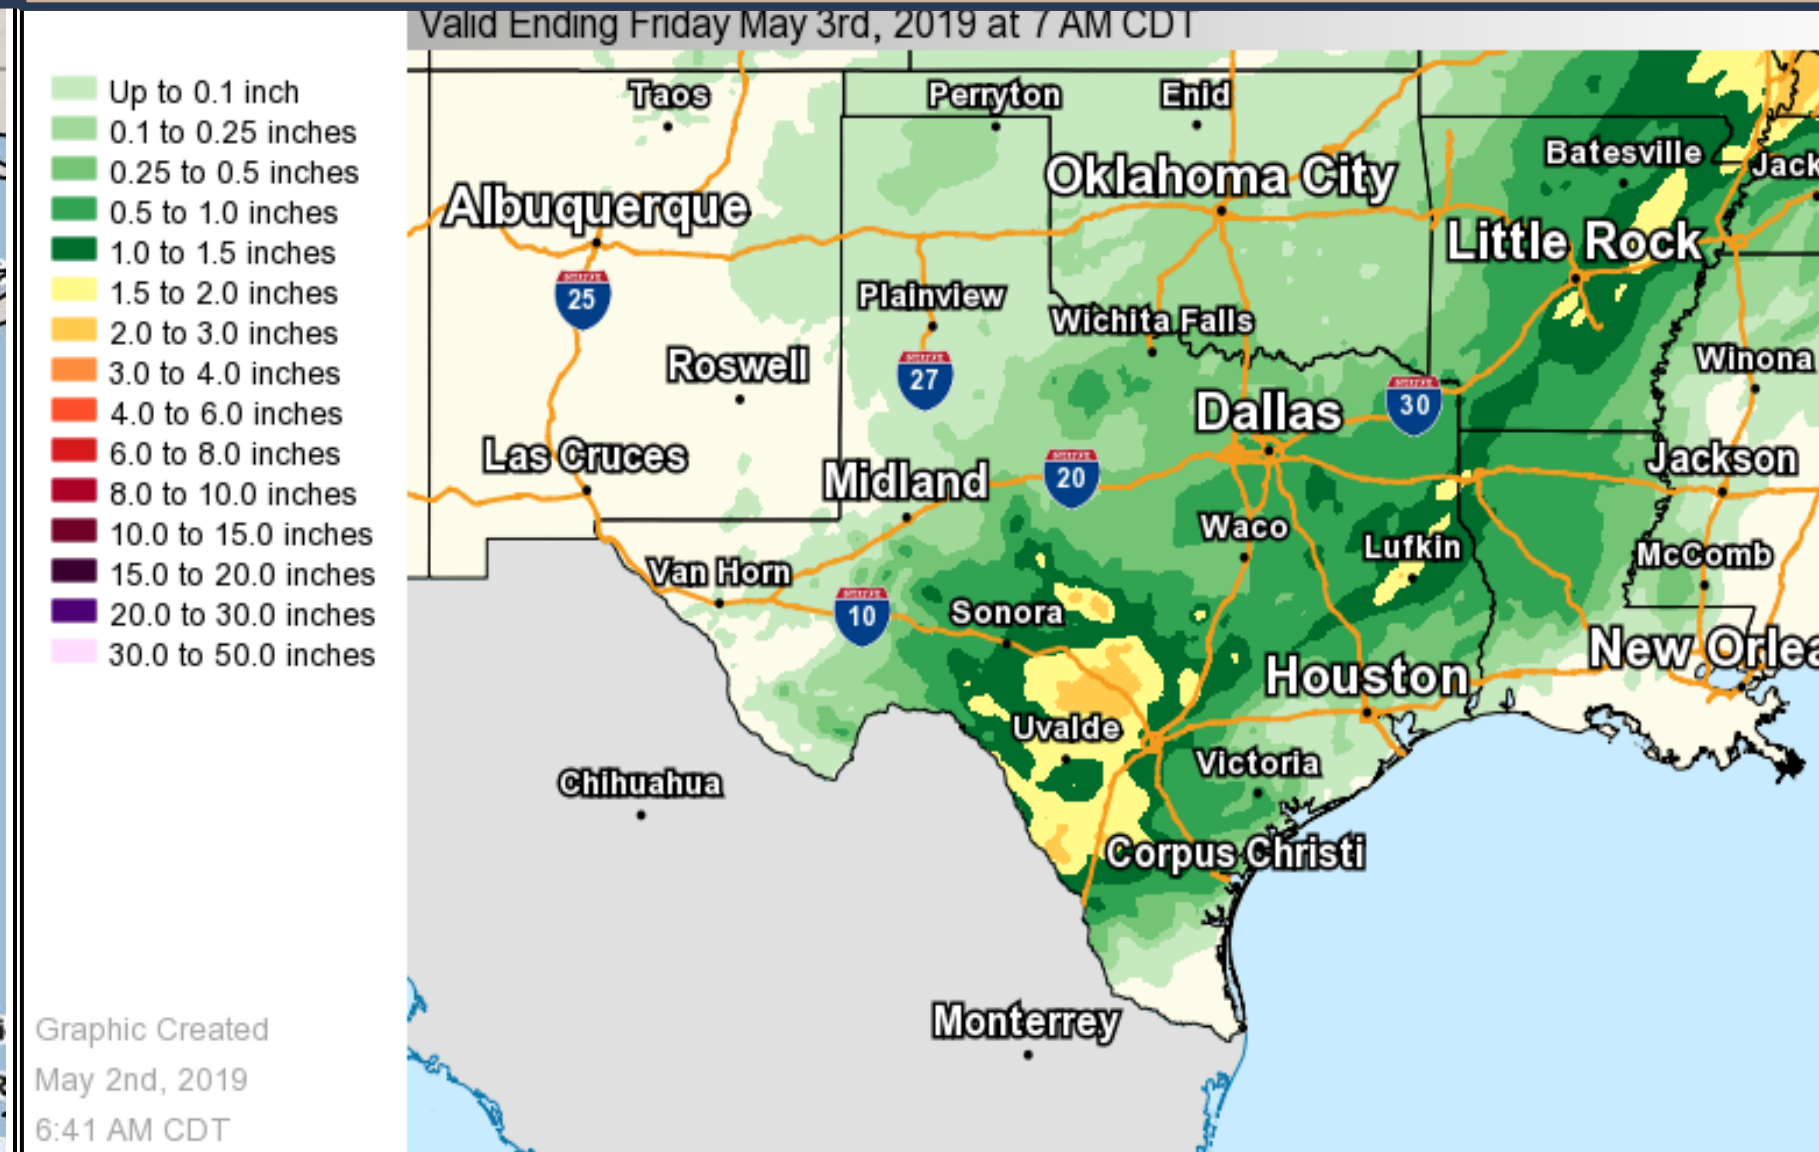 Valid Ending Friday May 3rd, 2019 at 7 AM CDT
Up to 0.1 inch
0.1 to 0.25 inches
0.25 to 0.5 inches
0.5 to 1.0 inches
1.0 to 1.5 inches
1.5 to 2.0 inches
2.0 to 3.0 inches
3.0 to 4.0 inches
4.0 to 6.0 inches
6.0 to 8.0 inches
8.0 to 10.0 inches
10.0 to 15.0 inches
15.0 to 20.0 inches
20.0 to 30.0 inches
30.0 to 50.0 inches
Graphic Created
May 2nd, 2019
6:41 AM CDT
Taos
Perryton
Enid
Batesville
Jack
Oklahoma City
Albuquerque
Little Rock
25
Plainview
Wichita Falls
Roswell
27
Winona
30
Dallas
Las Cruces
Midland
20
Jackson
Waco
Lufkin
McComb
Van Horn
10
Sonora
New Orlea
Houston
Uvalde
Victoria
Chihuahua
Corpus Christi
Monterrey